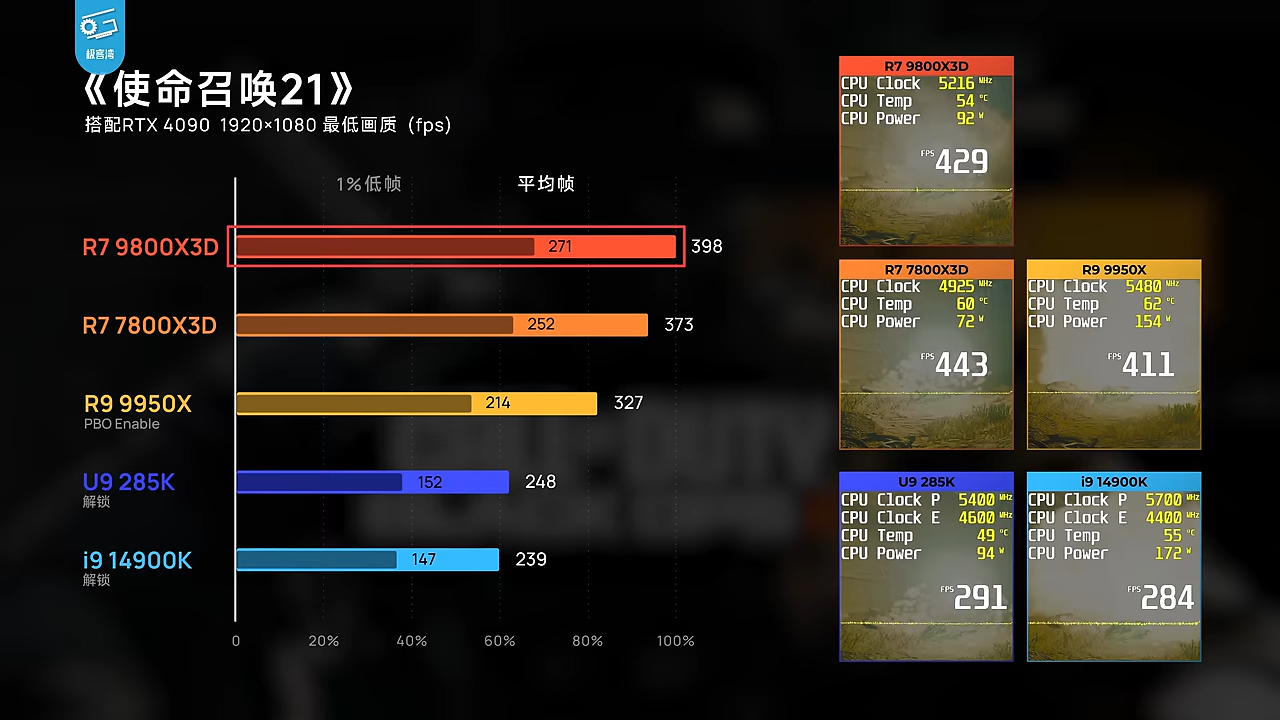 极客湾
《使命召唤21》
搭配RTX 4090 1920×1080 最低画质 (fps)
1%低帧 平均帧
R7 9800X3D 271 398
R7 7800X3D 252 373
R9 9950X 214 327
PBO Enable
U9 285K 152 248
解锁
i9 14900K 147 239
解锁
0 20% 40% 60% 80% 100%
R7 9800X3D
CPU Clock 5216 MHz
CPU Temp 54 °C
CPU Power 92 W
FPS 429
R7 7800X3D
CPU Clock 4925 MHz
CPU Temp 60 °C
CPU Power 72 W
FPS 443
R9 9950X
CPU Clock 5480 MHz
CPU Temp 62 °C
CPU Power 154 W
FPS 411
U9 285K
CPU Clock P 5400 MHz
CPU Clock E 4600 MHz
CPU Temp 49 °C
CPU Power 94 W
FPS 291
i9 14900K
CPU Clock P 5700 MHz
CPU Clock E 4400 MHz
CPU Temp 55 °C
CPU Power 172 W
FPS 284